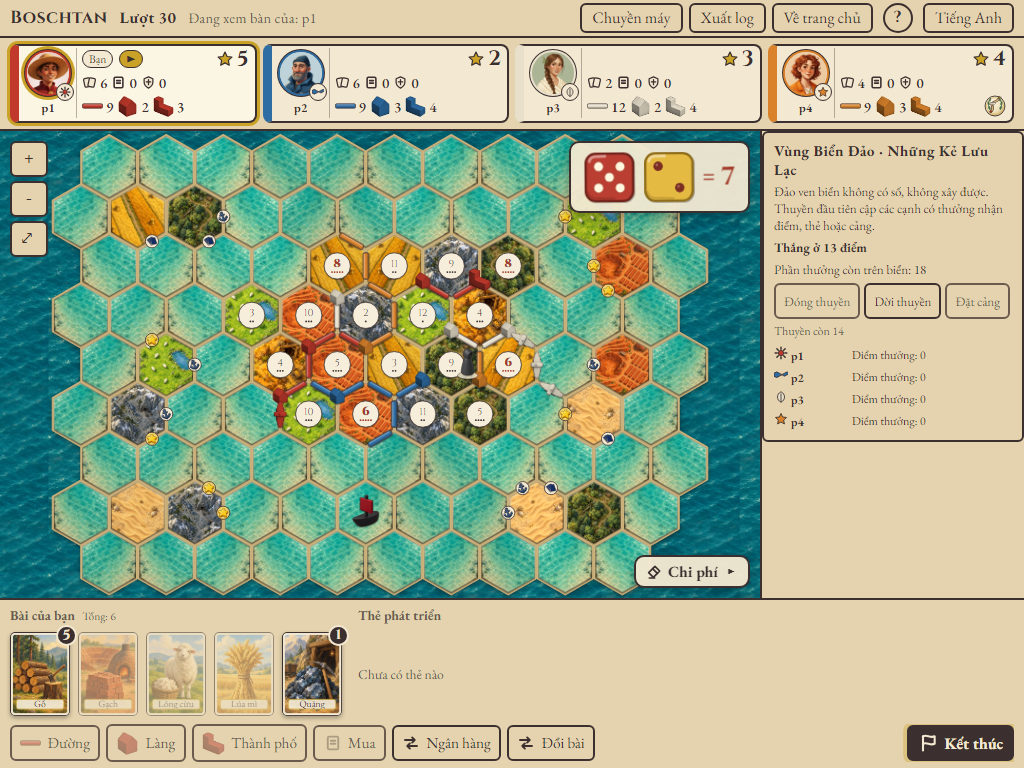 BOSCHTAN Lượt 30 Đang xem bàn của: p1
Chuyền máy Xuất log Về trang chủ ? Tiếng Anh
Bạn 5
6 0 0
p1 9 2 3
2
6 0 0
p2 9 3 4
3
2 0 0
p3 12 2 4
4
4 0 0
p4 9 3 4
+
-
= 7
8 11 9 8
3 10 2 12 4
4 5 3 9 6
10 6 11 5
Chi phí
Vùng Biển Đảo · Những Kẻ Lưu
Lạc
Đảo ven biển không có số, không xây được.
Thuyền đầu tiên cập các cạnh có thưởng nhận
điểm, thẻ hoặc cảng.
Thắng ở 13 điểm
Phần thưởng còn trên biển: 18
Đóng thuyền Dời thuyền Đặt cảng
Thuyền còn 14
p1 Điểm thưởng: 0
p2 Điểm thưởng: 0
p3 Điểm thưởng: 0
p4 Điểm thưởng: 0
Bài của bạn Tổng: 6
5 1
Gỗ Gạch Lông cừu Lúa mì Quặng
Thẻ phát triển
Chưa có thẻ nào
Đường Làng Thành phố Mua Ngân hàng Đổi bài
Kết thúc